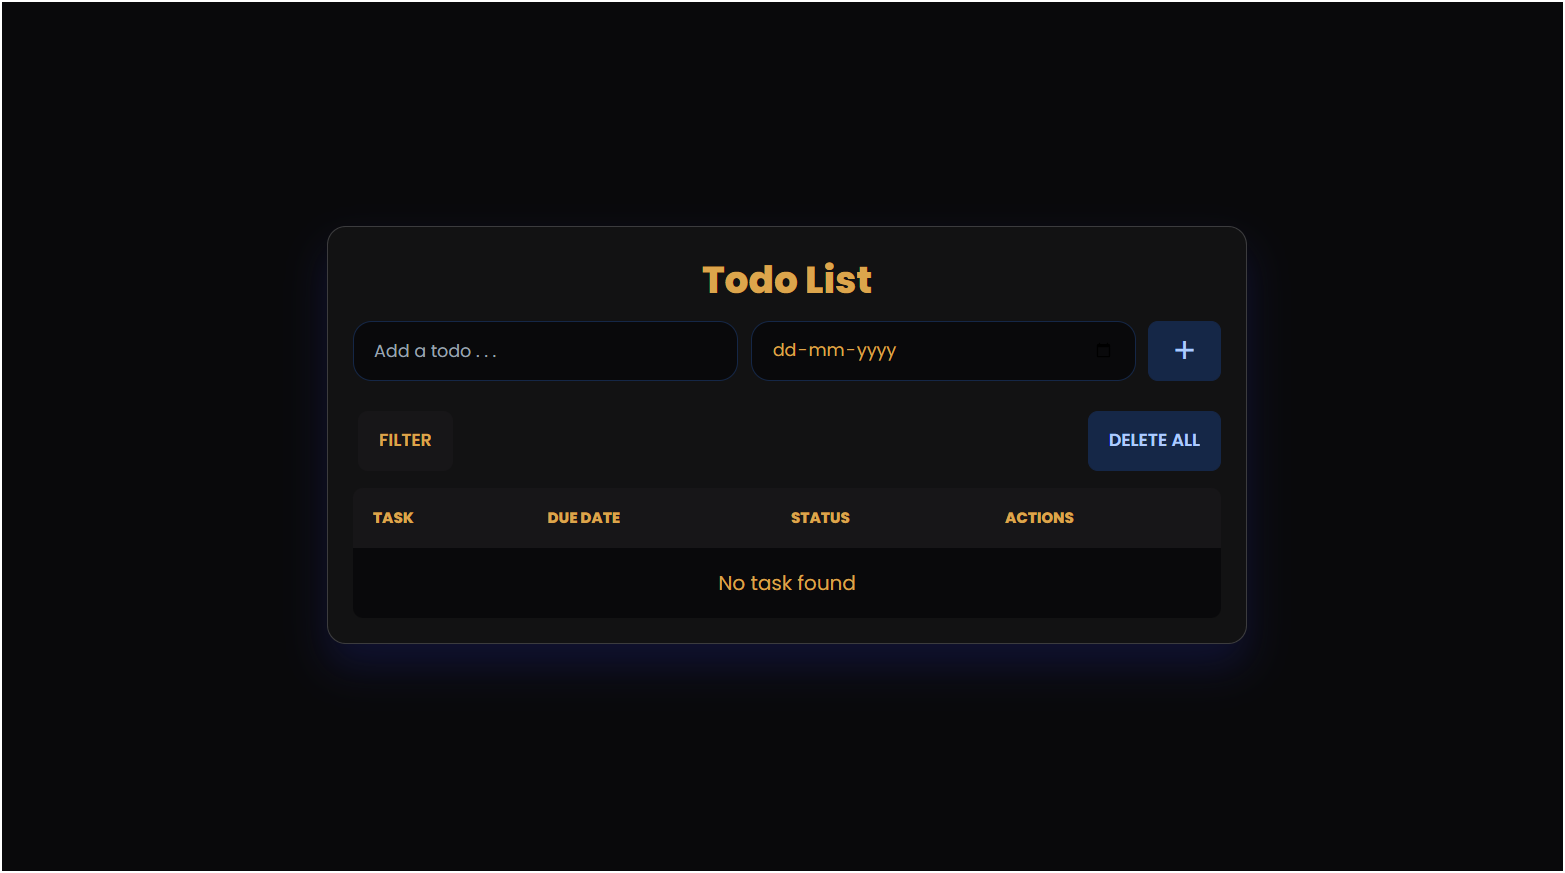 Todo List
Add a todo . . .
dd-mm-yyyy
+
FILTER
DELETE ALL
TASK DUE DATE STATUS ACTIONS
No task found